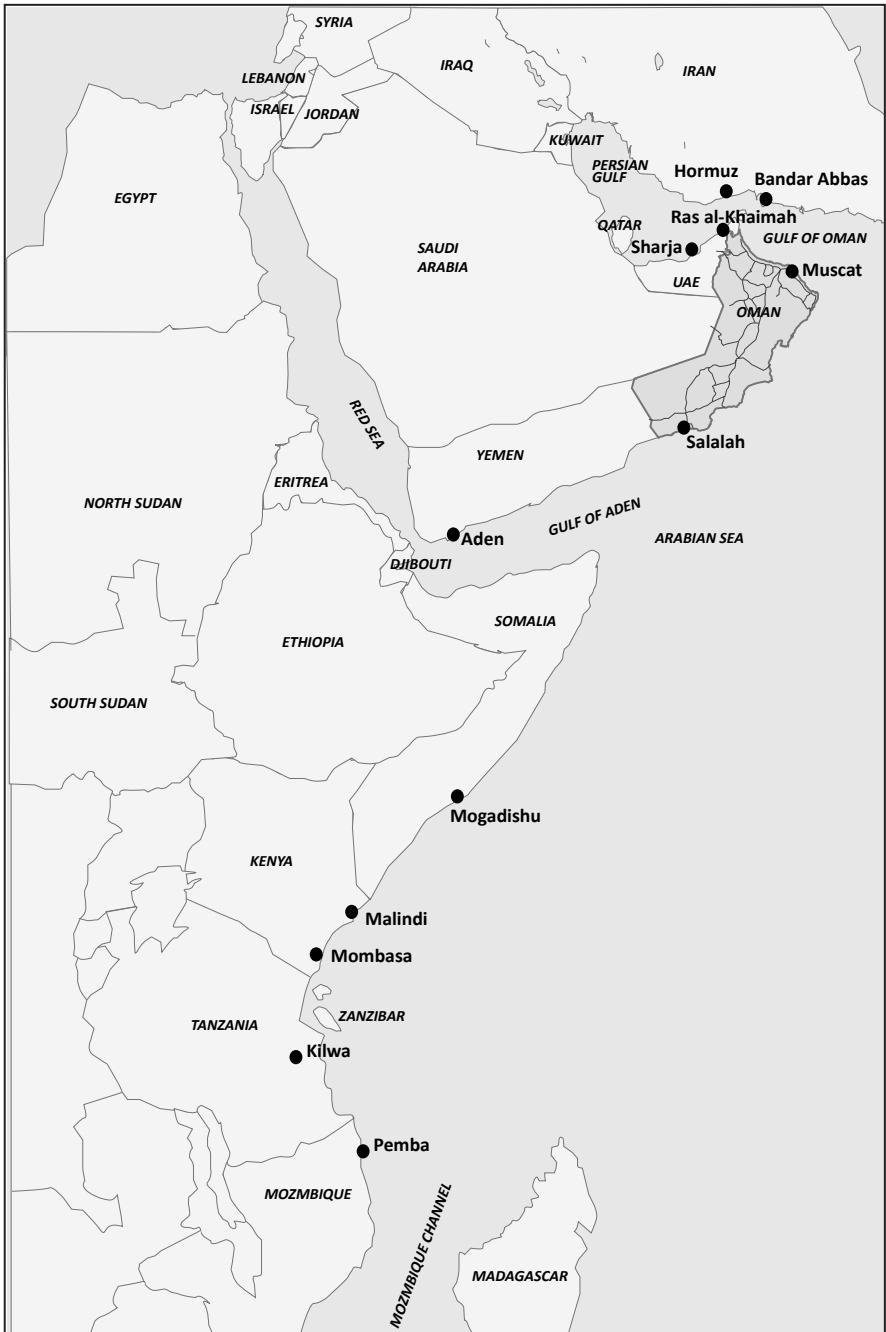 SYRIA
IRAQ
IRAN
LEBANON
ISRAEL
JORDAN
KUWAIT
PERSIAN
GULF
Hormuz
Bandar Abbas
EGYPT
QATAR
Ras al-Khaimah
GULF OF OMAN
SAUDI
ARABIA
Sharja
Muscat
UAE
OMAN
RED SEA
Salalah
YEMEN
ERITREA
NORTH SUDAN
GULF OF ADEN
Aden
ARABIAN SEA
DJIBOUTI
SOMALIA
ETHIOPIA
SOUTH SUDAN
Mogadishu
KENYA
Malindi
Mombasa
ZANZIBAR
TANZANIA
Kilwa
Pemba
MOZMBIQUE
MOZMBIQUE CHANNEL
MADAGASCAR